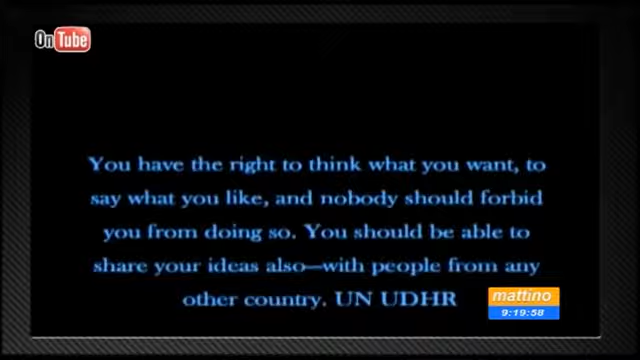 OnTube
You have the right to think what you want, to
say what you like, and nobody should forbid
you from doing so. You should be able to
share your ideas also—with people from any
other country. UN UDHR
mattino
9:19:58